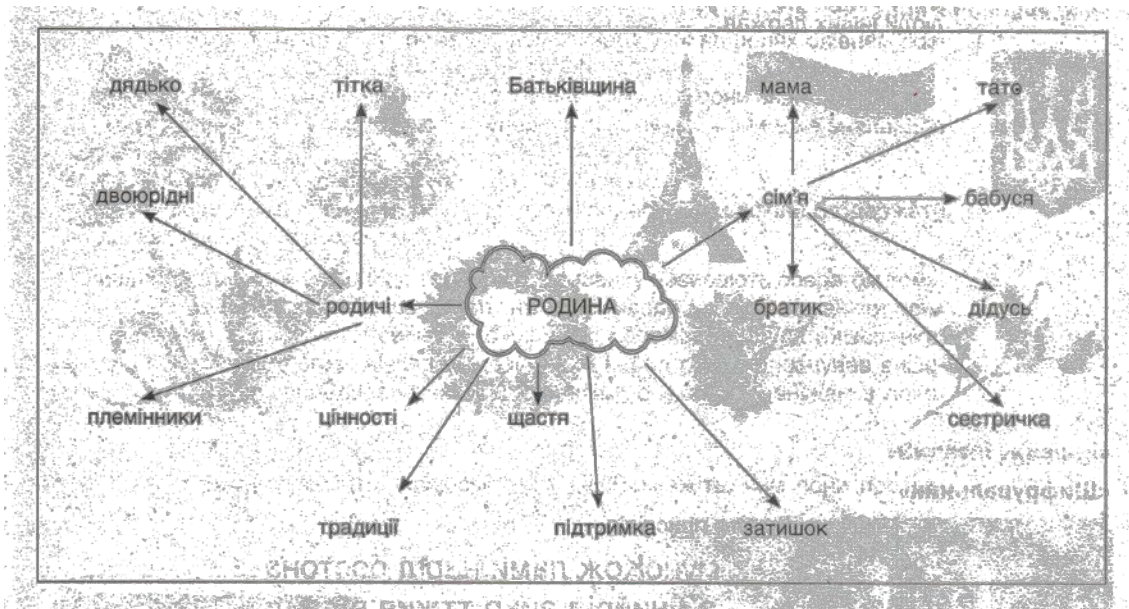 дядько тітка Батьківщина мама тато
двоюрідні сім'я бабуся
родичі РОДИНА братик дідусь
племінники цінності щастя сестричка
традиції підтримка затишок